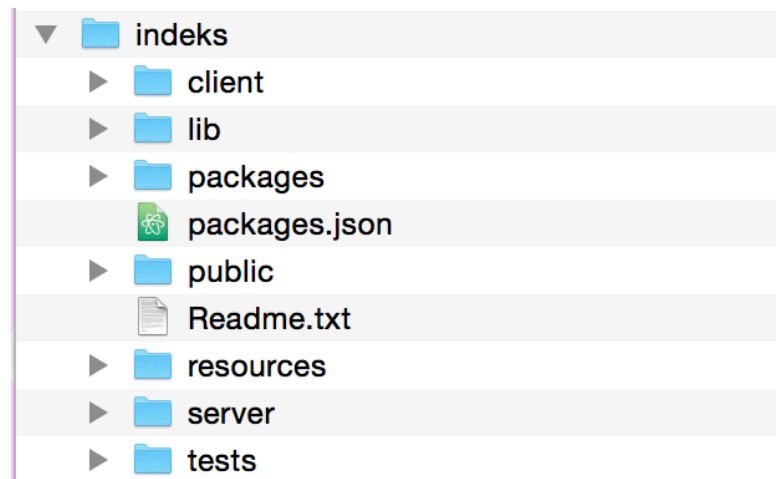 indeks
client
lib
packages
packages.json
public
Readme.txt
resources
server
tests